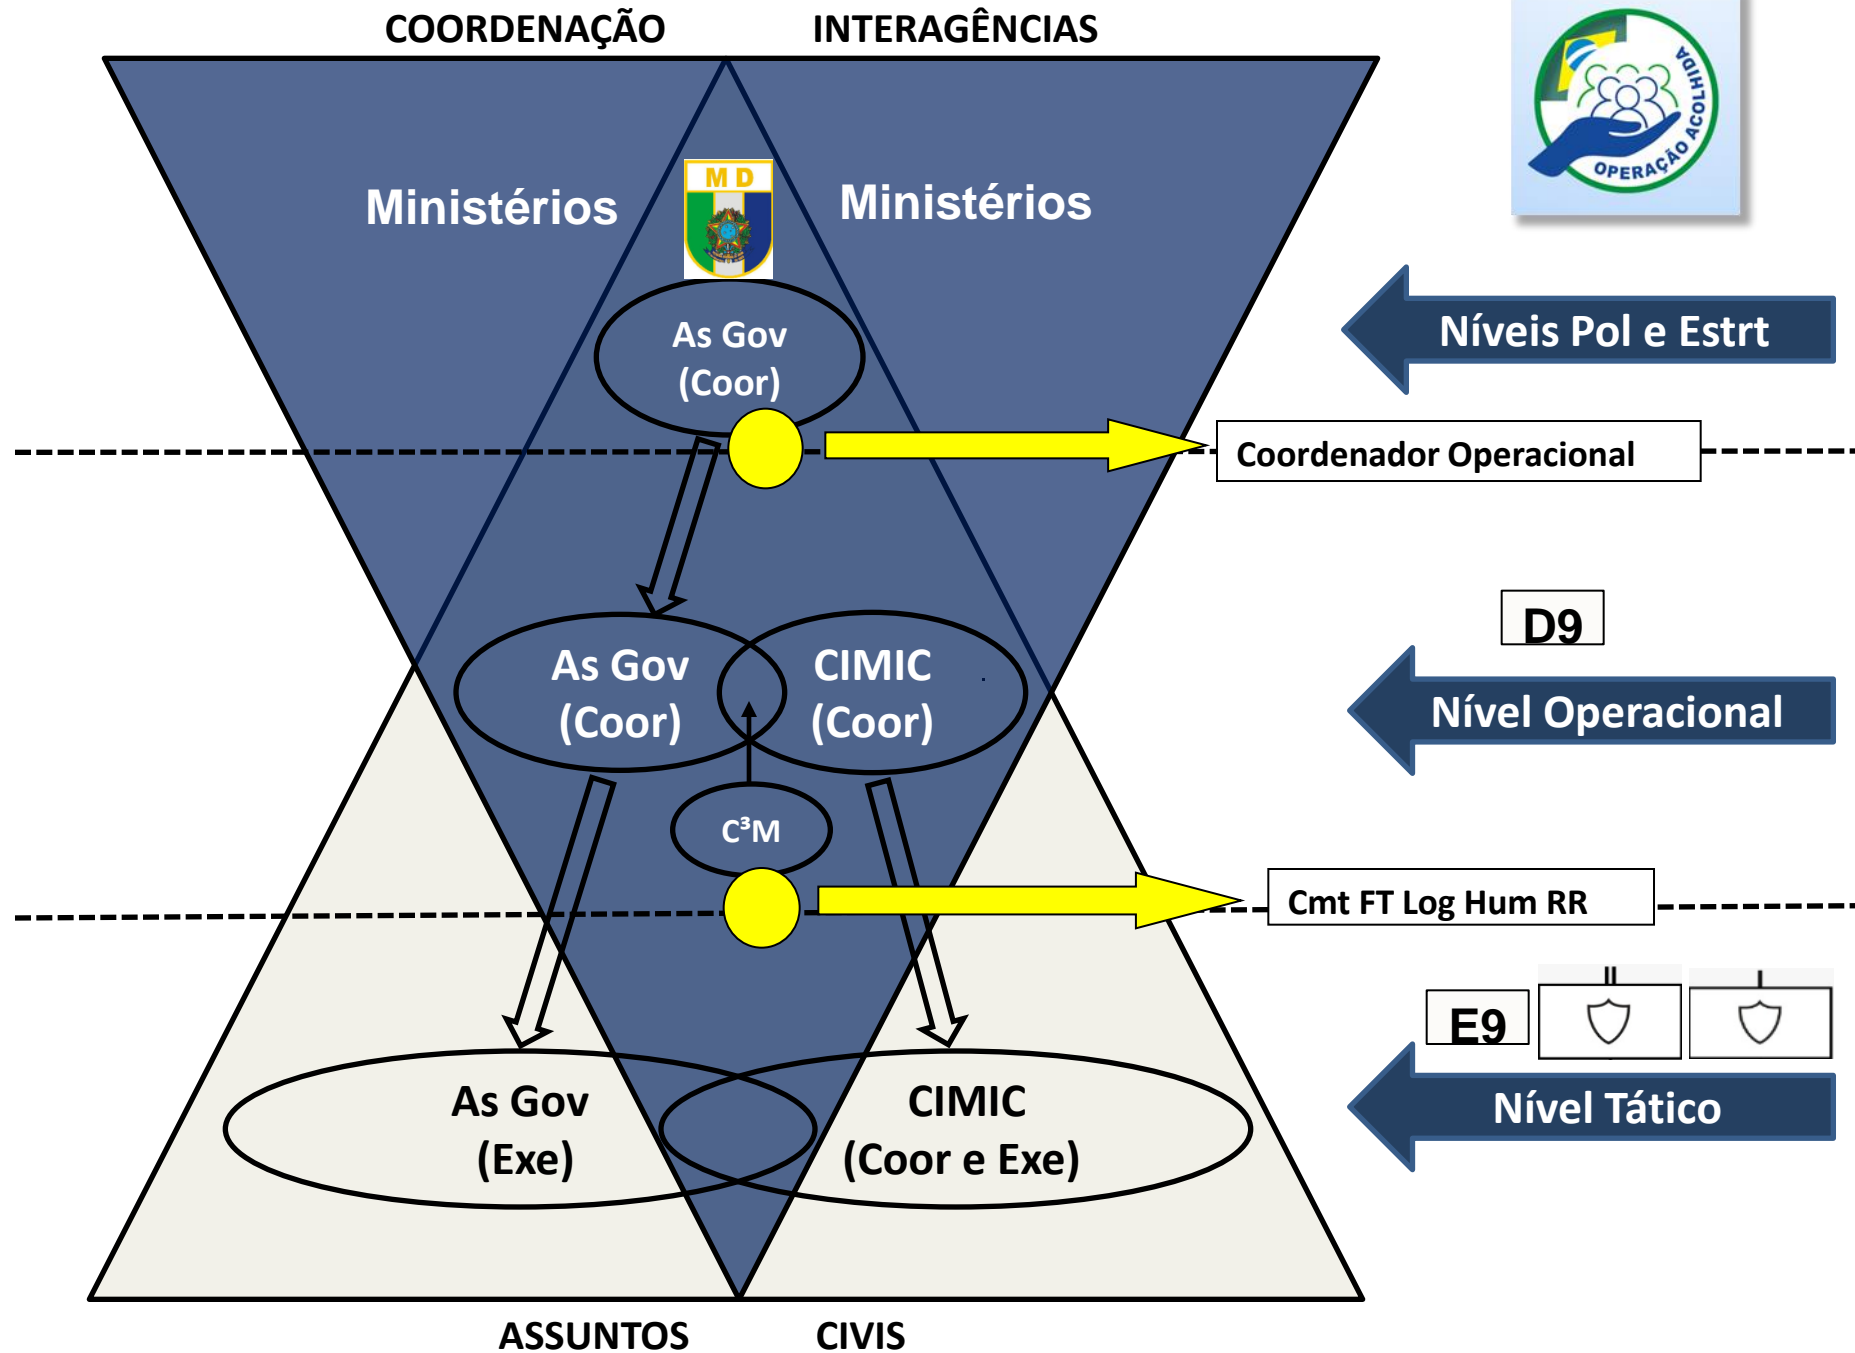 COORDENAÇÃO INTERAGÊNCIAS
OPERAÇÃO ACOLHIDA
M D
Ministérios
Ministérios
As Gov
(Coor)
Níveis Pol e Estrt
Coordenador Operacional
D9
As Gov
(Coor)
CIMIC
(Coor)
Nível Operacional
C³M
Cmt FT Log Hum RR
E9
As Gov
(Exe)
CIMIC
(Coor e Exe)
Nível Tático
ASSUNTOS CIVIS